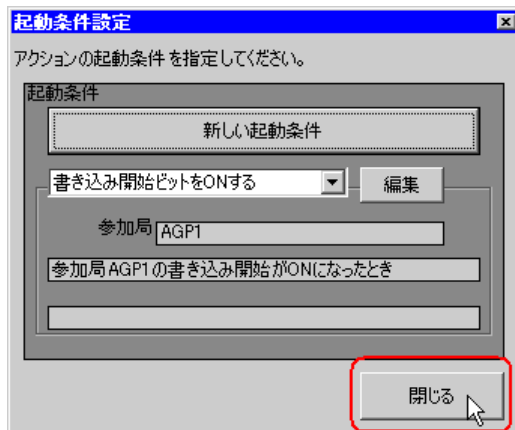 起動条件設定
アクションの起動条件を指定してください。
起動条件
新しい起動条件
書き込み開始ビットをONする
編集
参加局 AGP1
参加局AGP1の書き込み開始がONになったとき
閉じる